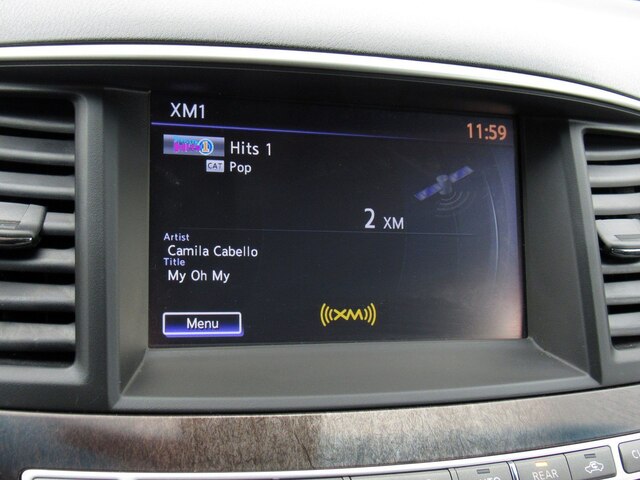 XM1
11:59
Hits 1
CAT Pop
2 XM
Artist
Camila Cabello
Title
My Oh My
Menu
((XM))
AUTO
REAR